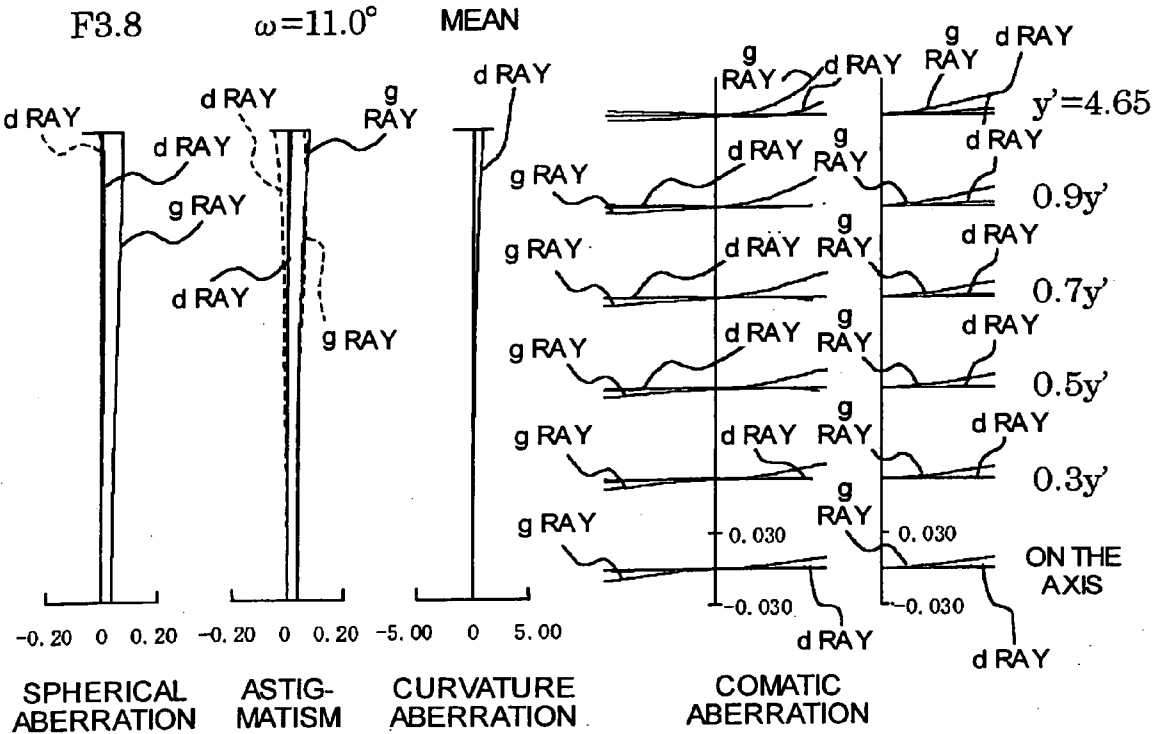 F3.8
ω=11.0°
MEAN
d RAY
d RAY
g RAY
d RAY
g
RAY
d RAY
g RAY
d RAY
g
RAY
d RAY
g
RAY
d RAY
y'=4.65
g RAY
d RAY
g
RAY
d RAY
0.9y'
g RAY
d RAY
g
RAY
d RAY
0.7y'
g RAY
d RAY
g
RAY
d RAY
0.5y'
g RAY
d RAY
g
RAY
d RAY
0.3y'
g RAY
0.030
-0.030
d RAY
g
RAY
0.030
-0.030
d RAY
ON THE
AXIS
-0.20 0 0.20
-0.20 0 0.20
-5.00 0 5.00
SPHERICAL
ABERRATION
ASTIG-
MATISM
CURVATURE
ABERRATION
COMATIC
ABERRATION